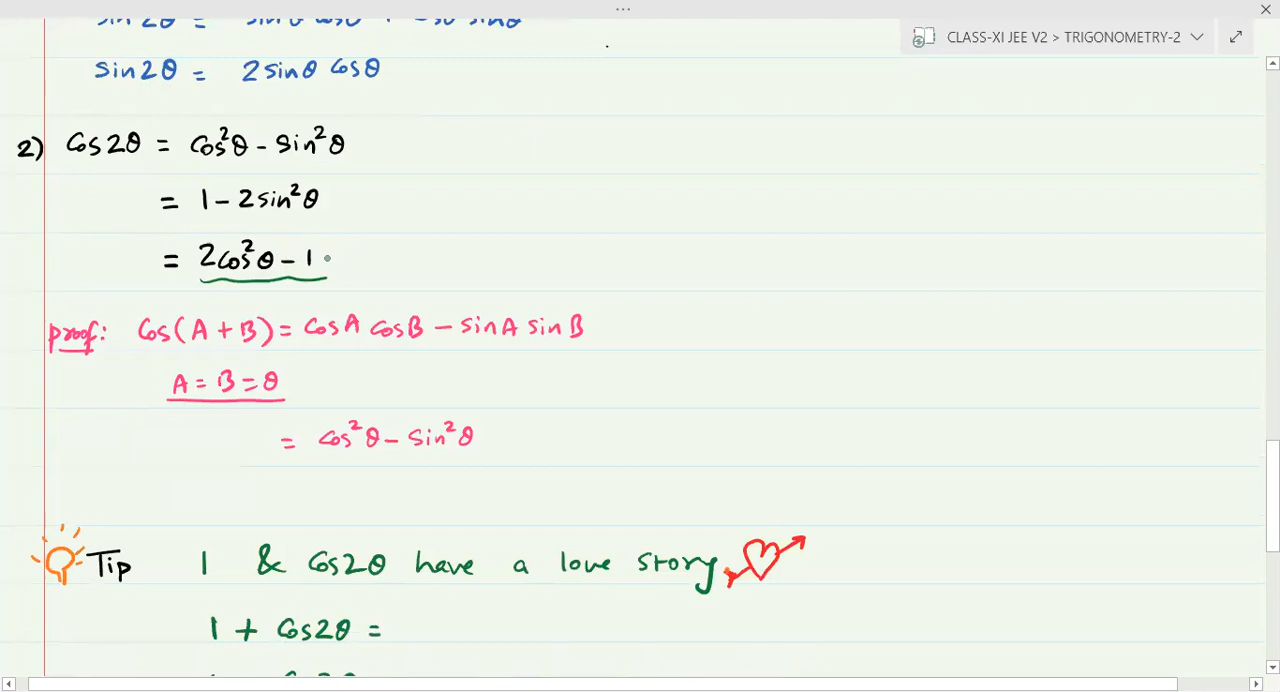 CLASS-XI JEE V2 > TRIGONOMETRY-2
sin2θ = 2sinθ cosθ
2) cos2θ = cos²θ - sin²θ
= 1 - 2sin²θ
= 2cos²θ - 1
proof: cos(A + B) = cosA cosB - sinA sinB
A = B = θ
= cos²θ - sin²θ
Tip 1 & cos2θ have a love story
1 + cos2θ =